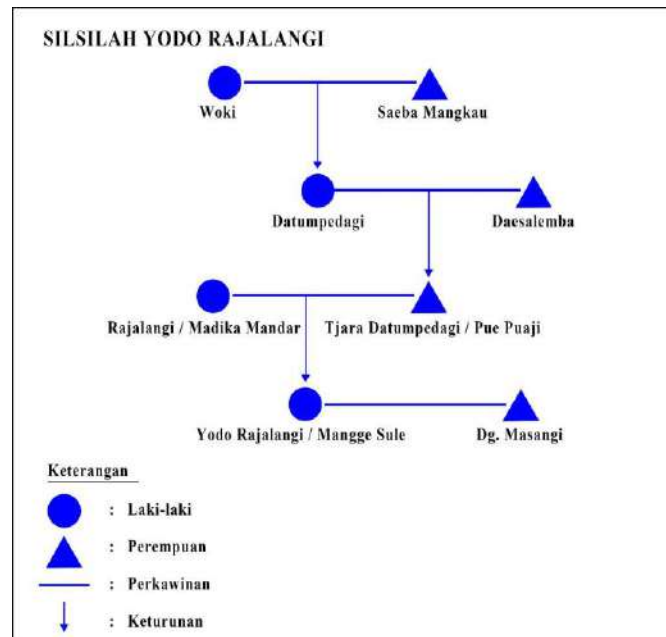 SILSILAH YODO RAJALANGI
Woki
Saeba Mangkau
Datumpedagi
Daesalemba
Rajalangi / Madika Mandar
Tjara Datumpedagi / Pue Puaji
Yodo Rajalangi / Mangge Sule
Dg. Masangi
Keterangan
: Laki-laki
: Perempuan
: Perkawinan
: Keturunan